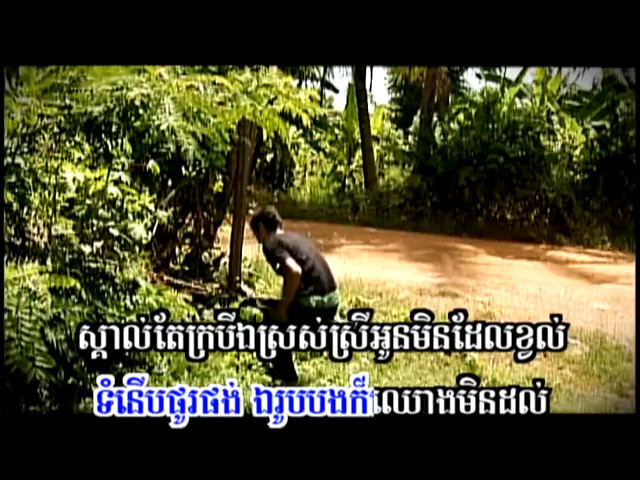 ស្គាល់តែក្របីឯស្រស់ស្រីអូនមិនដែលខ្វល់
ទំនើបផូរផង់ ឯរូបបងក៏ឈោងមិនដល់